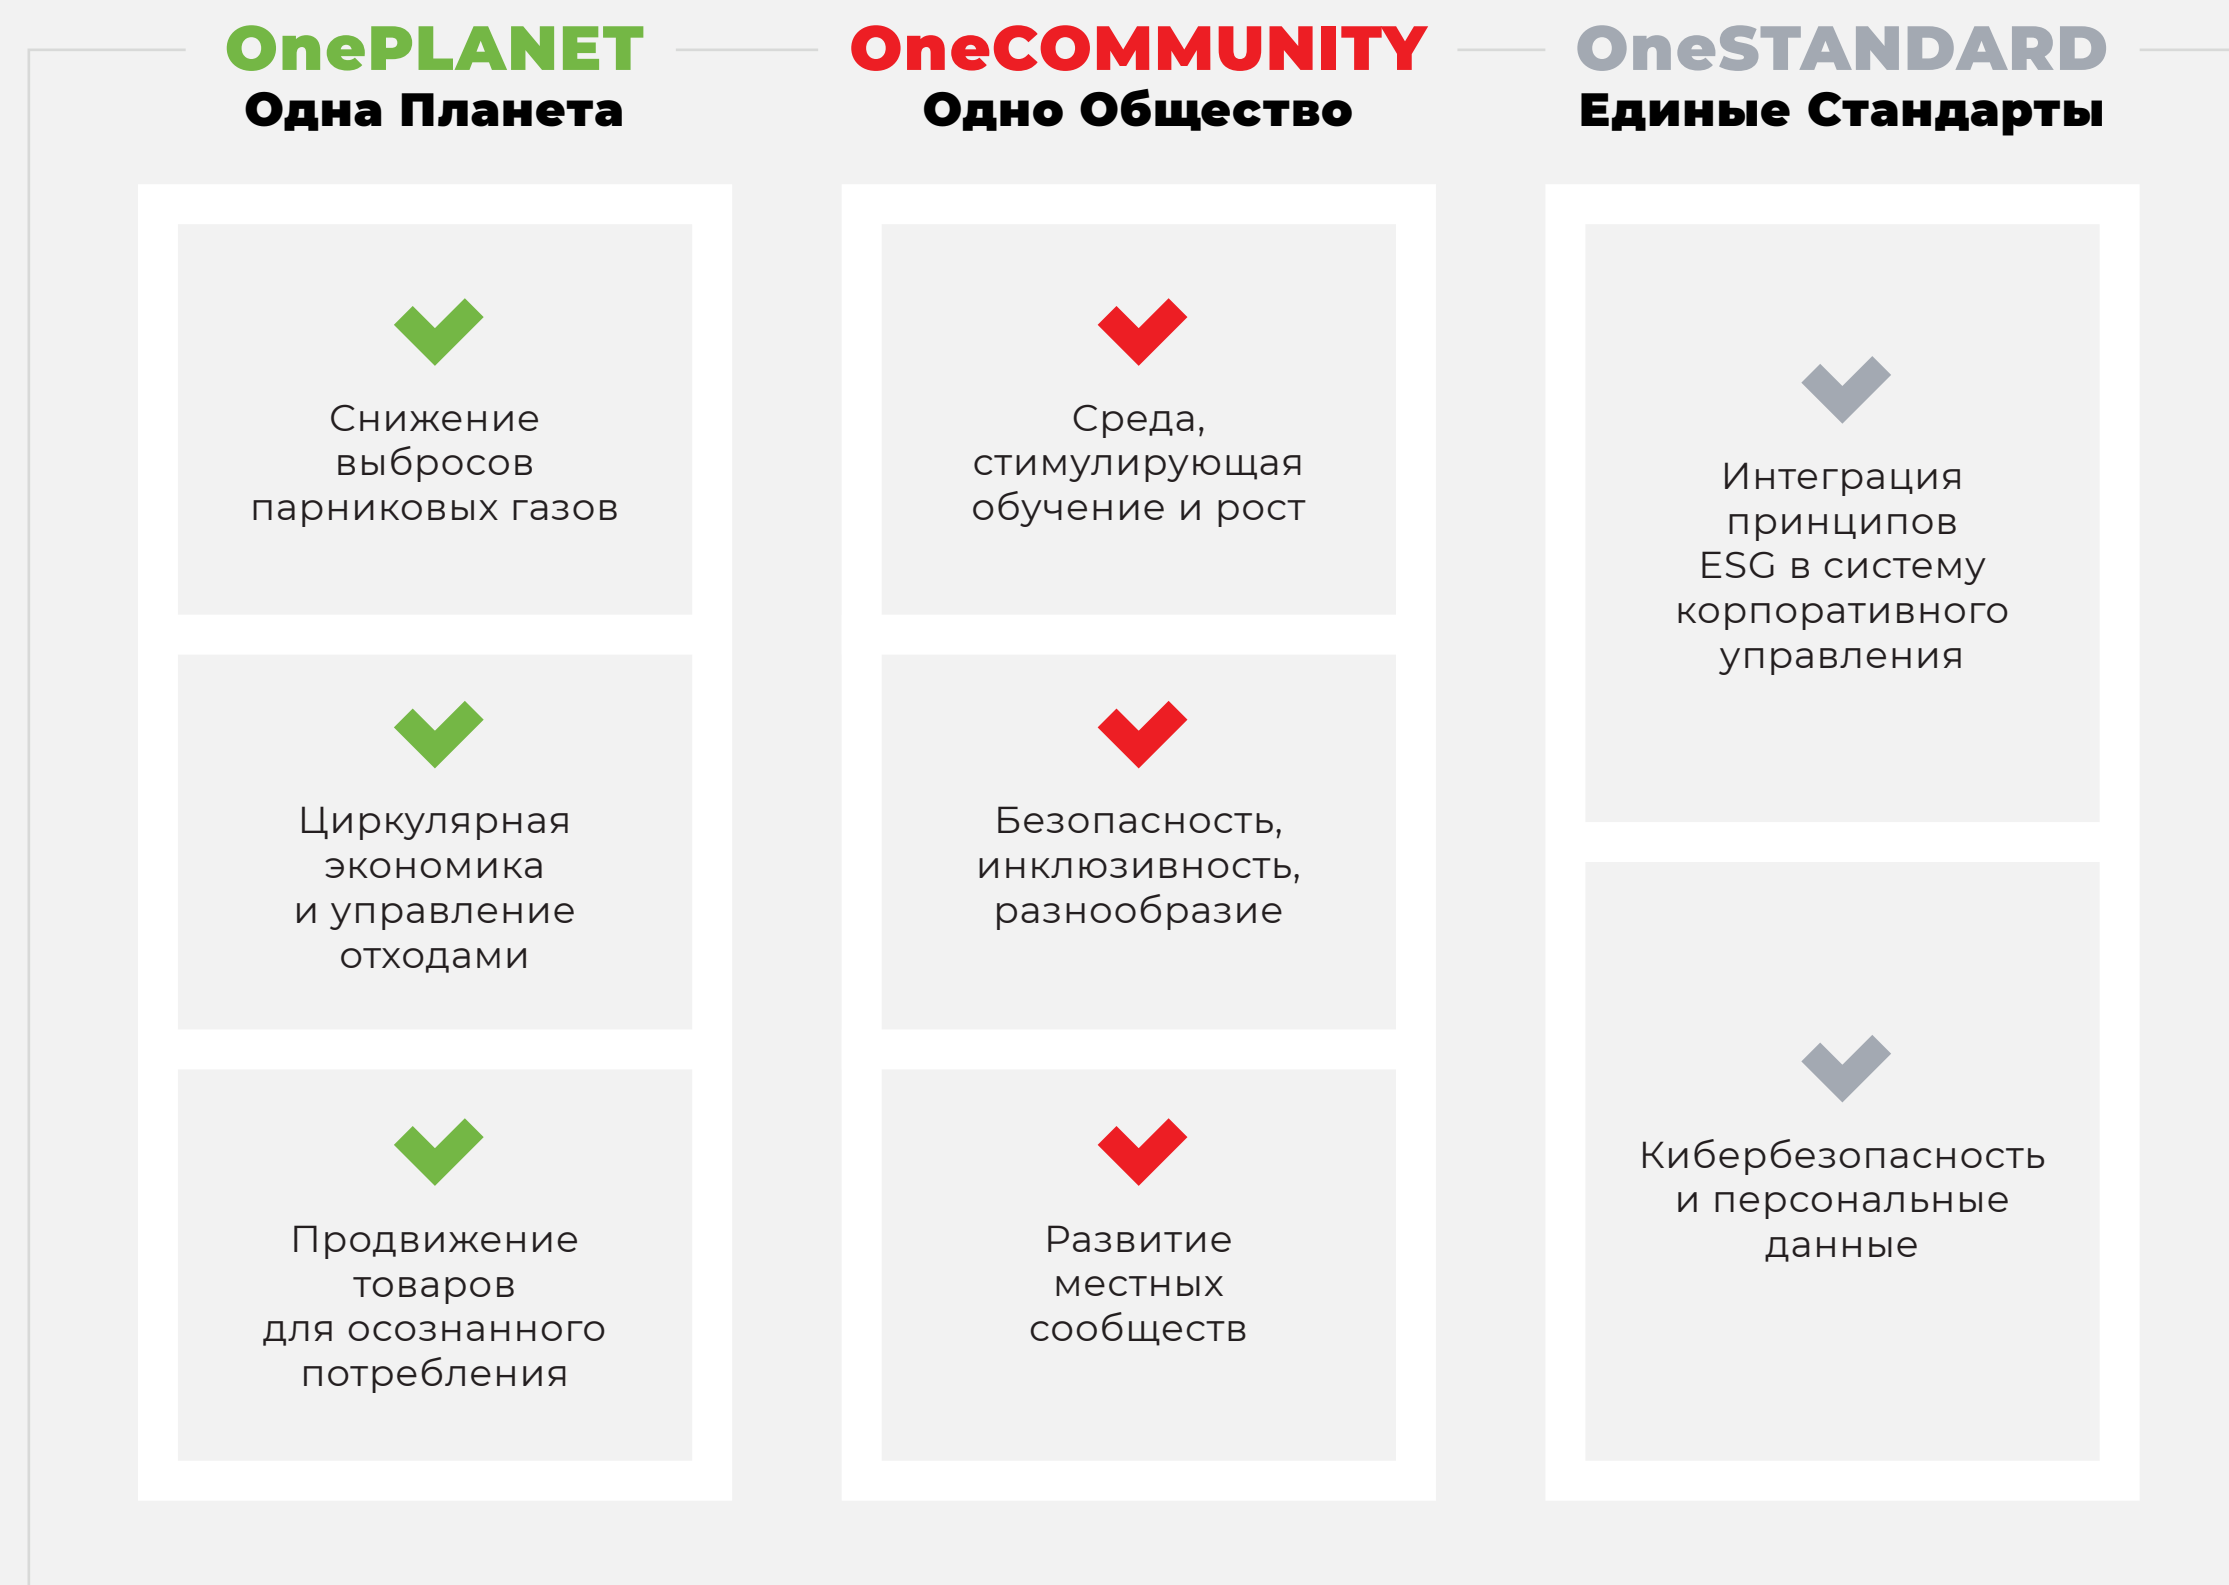 OnePLANET
Одна Планета
Снижение
выбросов
парниковых газов
Циркулярная
экономика
и управление
отходами
Продвижение
товаров
для осознанного
потребления
OneCOMMUNITY
Одно Общество
Среда,
стимулирующая
обучение и рост
Безопасность,
инклюзивность,
разнообразие
Развитие
местных
сообществ
OneSTANDARD
Единые Стандарты
Интеграция
принципов
ESG в систему
корпоративного
управления
Кибербезопасность
и персональные
данные